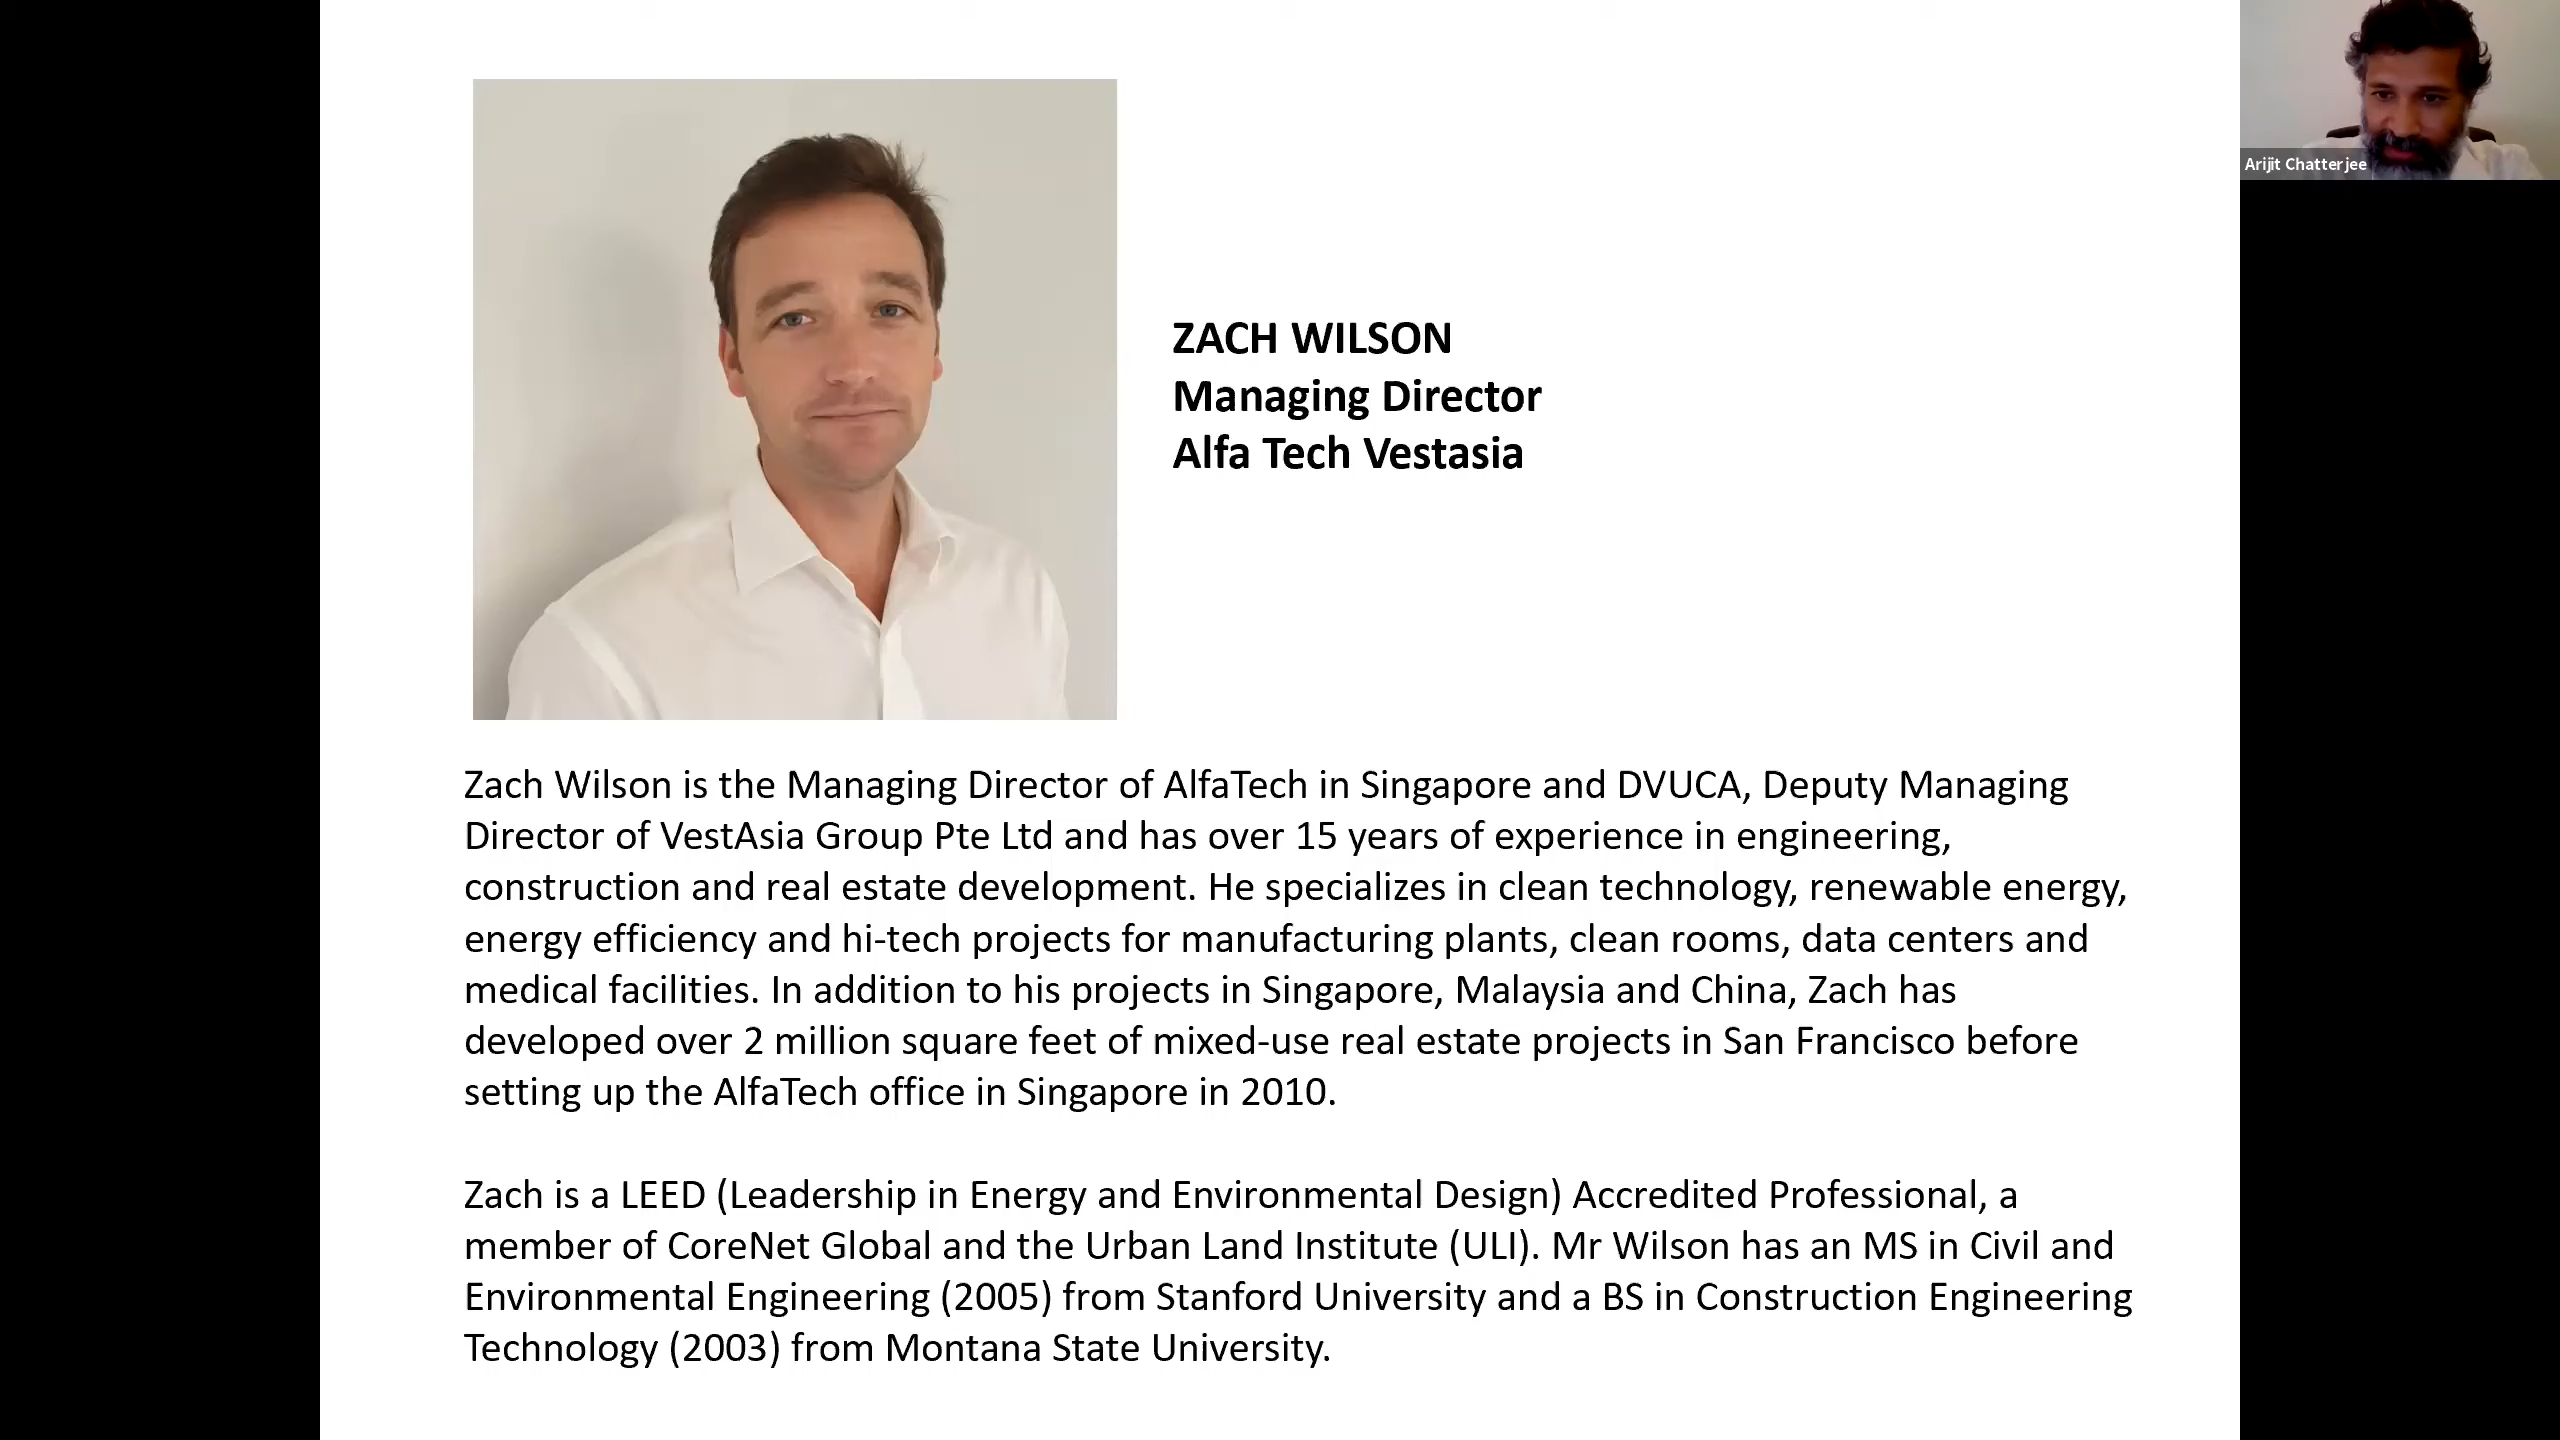 Arijit Chatterjee
ZACH WILSON
Managing Director
Alfa Tech Vestasia
Zach Wilson is the Managing Director of AlfaTech in Singapore and DVUCA, Deputy Managing
Director of VestAsia Group Pte Ltd and has over 15 years of experience in engineering,
construction and real estate development. He specializes in clean technology, renewable energy,
energy efficiency and hi-tech projects for manufacturing plants, clean rooms, data centers and
medical facilities. In addition to his projects in Singapore, Malaysia and China, Zach has
developed over 2 million square feet of mixed-use real estate projects in San Francisco before
setting up the AlfaTech office in Singapore in 2010.
Zach is a LEED (Leadership in Energy and Environmental Design) Accredited Professional, a
member of CoreNet Global and the Urban Land Institute (ULI). Mr Wilson has an MS in Civil and
Environmental Engineering (2005) from Stanford University and a BS in Construction Engineering
Technology (2003) from Montana State University.